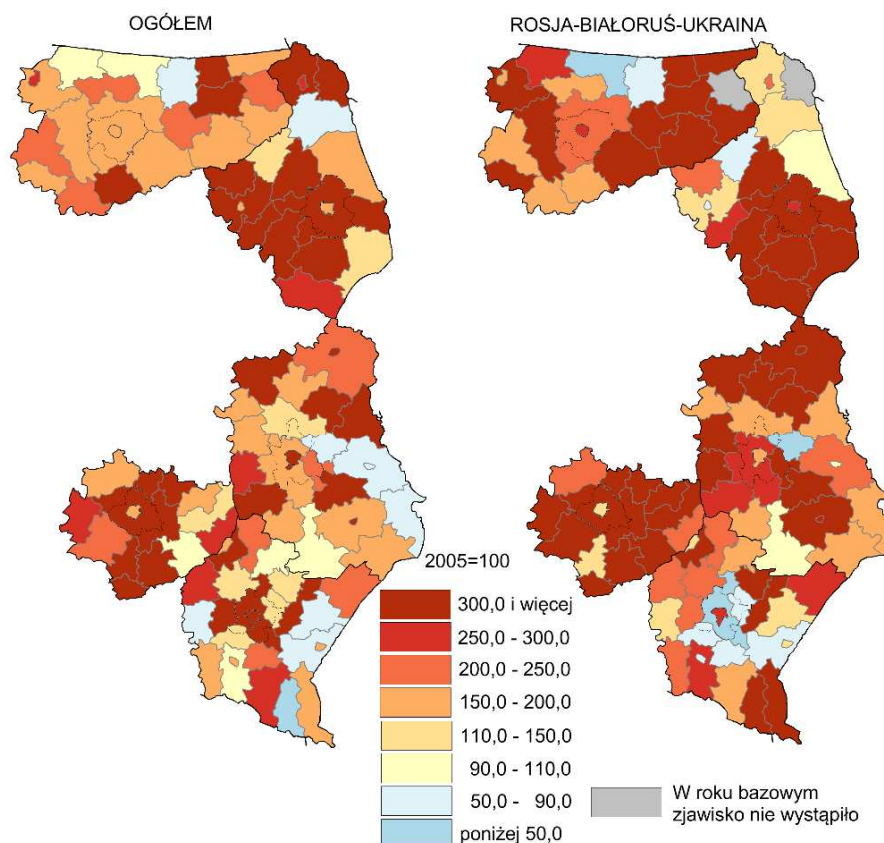 OGÓŁEM
ROSJA-BIAŁORUŚ-UKRAINA
2005=100
300,0 i więcej
250,0 - 300,0
200,0 - 250,0
150,0 - 200,0
110,0 - 150,0
90,0 - 110,0
50,0 - 90,0
poniżej 50,0
W roku bazowym
zjawisko nie wystąpiło